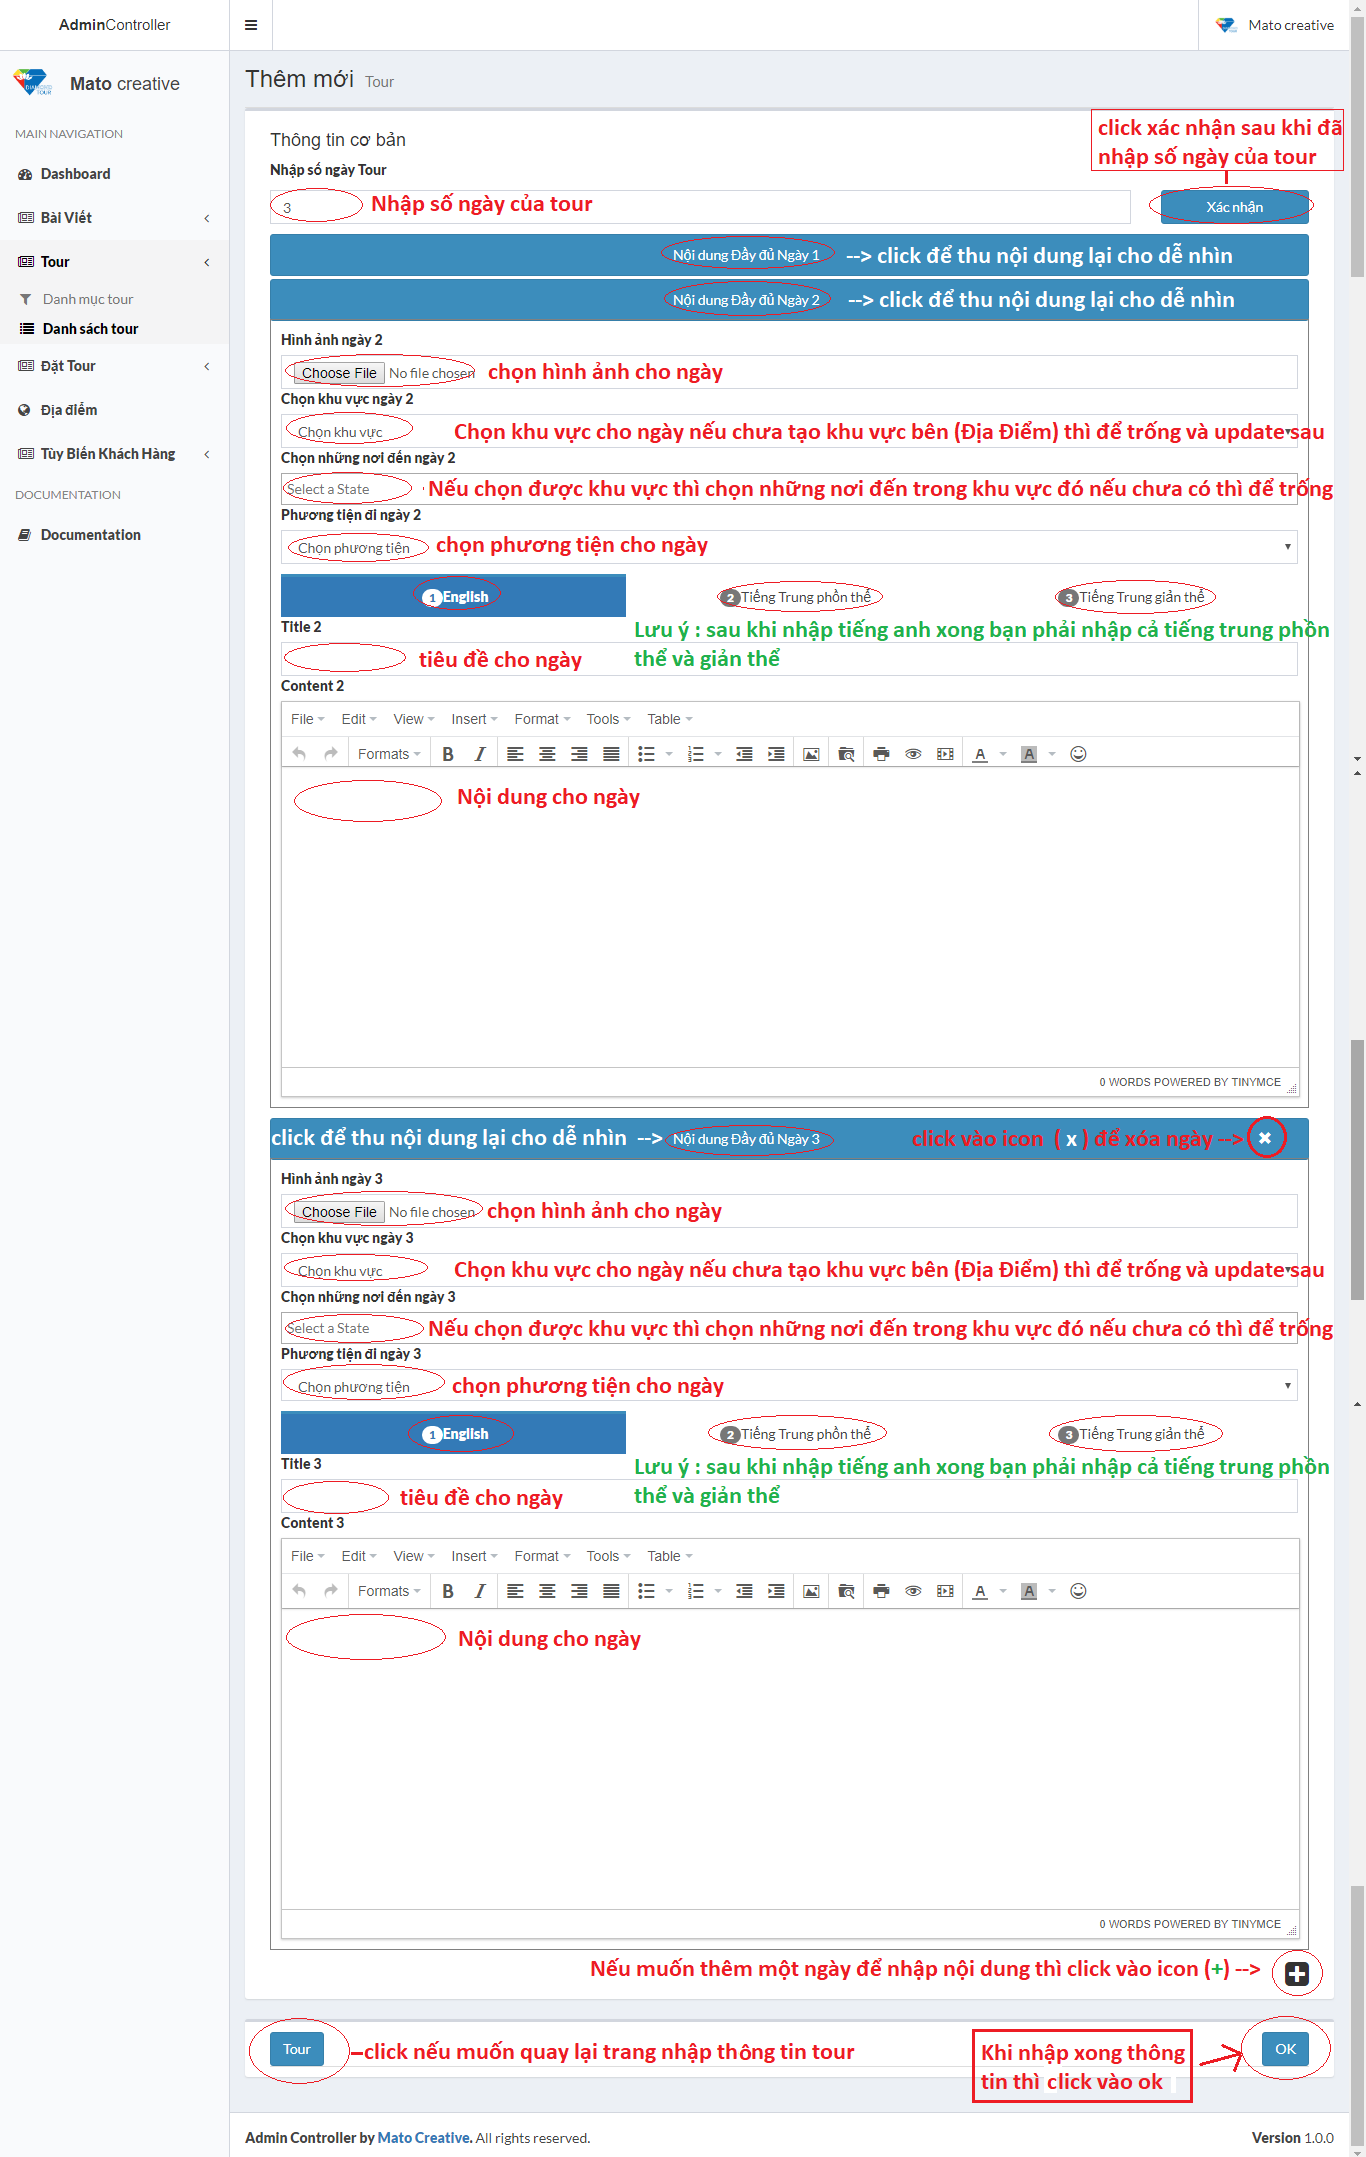 AdminController
Mato creative
Mato creative
MAIN NAVIGATION
Dashboard
Bài Viết
Tour
Danh mục tour
Danh sách tour
Đặt Tour
Địa điểm
Tùy Biến Khách Hàng
DOCUMENTATION
Documentation
Thêm mới Tour
Thông tin cơ bản
click xác nhận sau khi đã
nhập số ngày của tour
Nhập số ngày Tour
3 Nhập số ngày của tour
Xác nhận
Nội dung Đầy đủ Ngày 1 --> click để thu nội dung lại cho dễ nhìn
Nội dung Đầy đủ Ngày 2 --> click để thu nội dung lại cho dễ nhìn
Hình ảnh ngày 2
Choose File No file chosen chọn hình ảnh cho ngày
Chọn khu vực ngày 2
Chọn khu vực Chọn khu vực cho ngày nếu chưa tạo khu vực bên (Địa Điểm) thì để trống và update sau
Chọn những nơi đến ngày 2
Select a State Nếu chọn được khu vực thì chọn những nơi đến trong khu vực đó nếu chưa có thì để trống
Phương tiện đi ngày 2
Chọn phương tiện chọn phương tiện cho ngày
1 English 2 Tiếng Trung phồn thể 3 Tiếng Trung giản thể
Title 2
Lưu ý : sau khi nhập tiếng anh xong bạn phải nhập cả tiếng trung phồn
thể và giản thể
tiêu đề cho ngày
Content 2
File Edit View Insert Format Tools Table
Formats B I A A
Nội dung cho ngày
0 WORDS POWERED BY TINYMCE
click để thu nội dung lại cho dễ nhìn --> Nội dung Đầy đủ Ngày 3 click vào icon ( x ) để xóa ngày -->
Hình ảnh ngày 3
Choose File No file chosen chọn hình ảnh cho ngày
Chọn khu vực ngày 3
Chọn khu vực Chọn khu vực cho ngày nếu chưa tạo khu vực bên (Địa Điểm) thì để trống và update sau
Chọn những nơi đến ngày 3
Select a State Nếu chọn được khu vực thì chọn những nơi đến trong khu vực đó nếu chưa có thì để trống
Phương tiện đi ngày 3
Chọn phương tiện chọn phương tiện cho ngày
1 English 2 Tiếng Trung phồn thể 3 Tiếng Trung giản thể
Title 3
Lưu ý : sau khi nhập tiếng anh xong bạn phải nhập cả tiếng trung phồn
thể và giản thể
tiêu đề cho ngày
Content 3
File Edit View Insert Format Tools Table
Formats B I A A
Nội dung cho ngày
0 WORDS POWERED BY TINYMCE
Nếu muốn thêm một ngày để nhập nội dung thì click vào icon (+) -->
Tour click nếu muốn quay lại trang nhập thông tin tour
Khi nhập xong thông
tin thì click vào ok
OK
Admin Controller by Mato Creative. All rights reserved.
Version 1.0.0